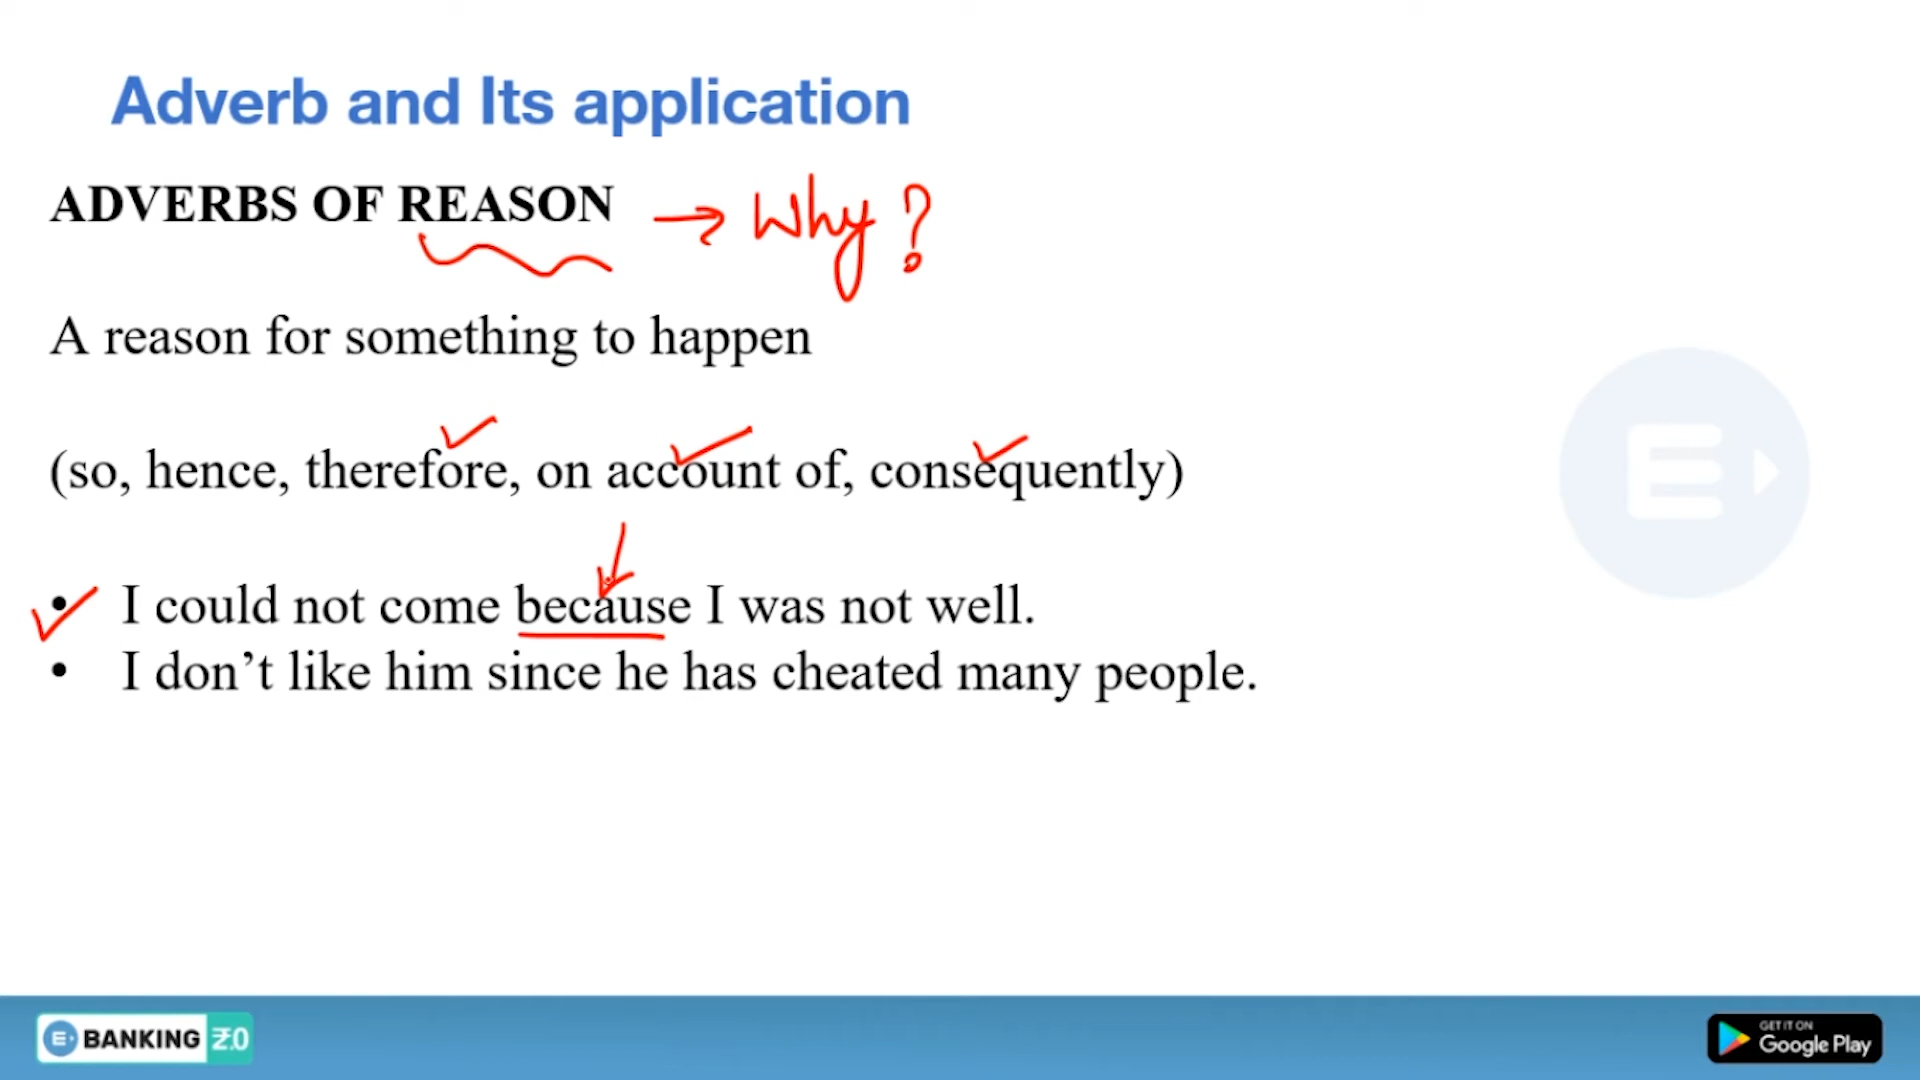 Adverb and Its application
ADVERBS OF REASON → Why?
A reason for something to happen
(so, hence, therefore, on account of, consequently)
• I could not come because I was not well.
• I don’t like him since he has cheated many people.
E BANKING ₹.0
GET IT ON
Google Play